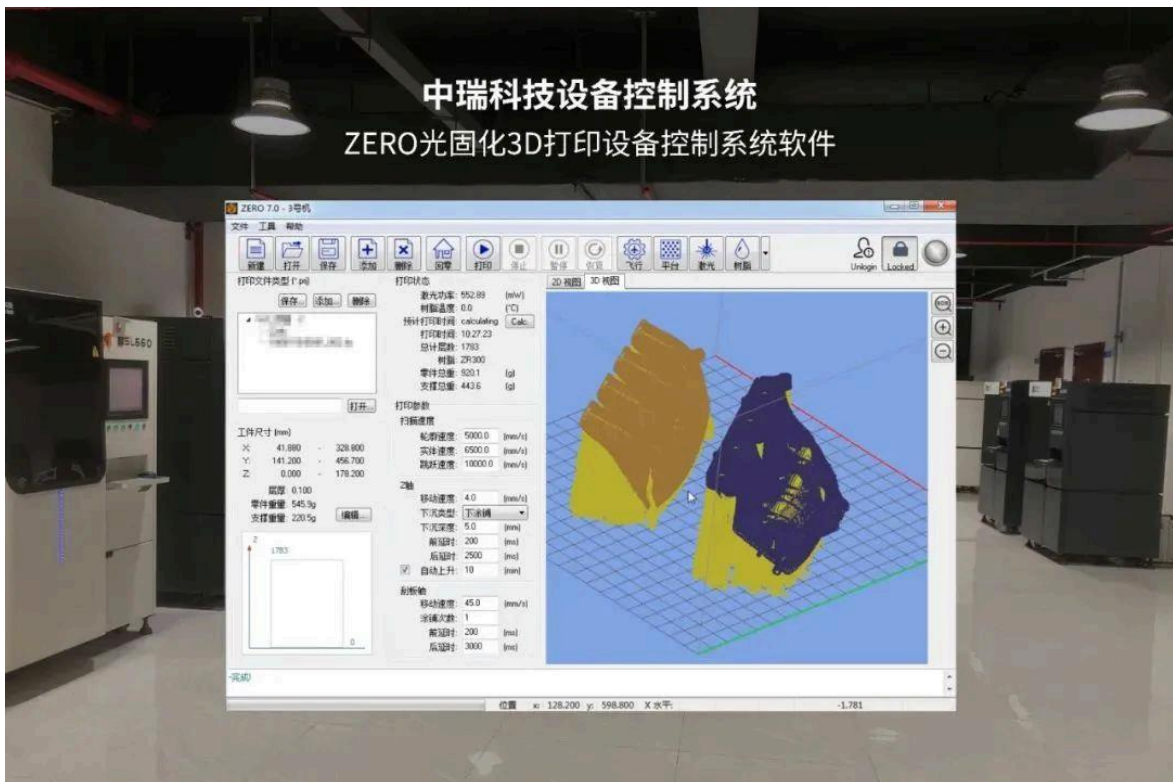 中瑞科技设备控制系统
ZERO光固化3D打印设备控制系统软件
ZERO 7.0 - 3号机
文件 工具 帮助
新建 打开 保存 添加 删除 回零 打印 停止 暂停 恢复 飞行 平台 激光 树脂 Unlogin Locked
打印文件类型 (*.pj)
保存... 添加... 删除
打开...
工件尺寸 (mm)
X: 41.880 - 328.800
Y: 141.200 - 456.700
Z: 0.000 - 178.200
层厚: 0.100
零件重量: 545.9g
支撑重量: 220.5g 编辑...
Z
1783
0
打印状态
激光功率: 552.89 (mW)
树脂温度: 0.0 (°C)
预计打印时间: calculating Calc
打印时间: 10:27:23
总计层数: 1783
树脂: ZR300
零件总重: 920.1 (g)
支撑总重: 443.6 (g)
打印参数
扫描速度
轮廓速度: 5000.0 (mm/s)
实体速度: 6500.0 (mm/s)
跳跃速度: 10000.0 (mm/s)
Z轴
移动速度: 4.0 (mm/s)
下沉类型: 下涂铺
下沉深度: 5.0 (mm)
前延时: 200 (ms)
后延时: 2500 (ms)
自动上升: 10 (min)
刮板轴
移动速度: 45.0 (mm/s)
涂铺次数: 1
前延时: 200 (ms)
后延时: 3000 (ms)
2D 视图 3D 视图
-完成!
位置 x: 128.200 y: 598.800 X 水平: -1.781
SL660